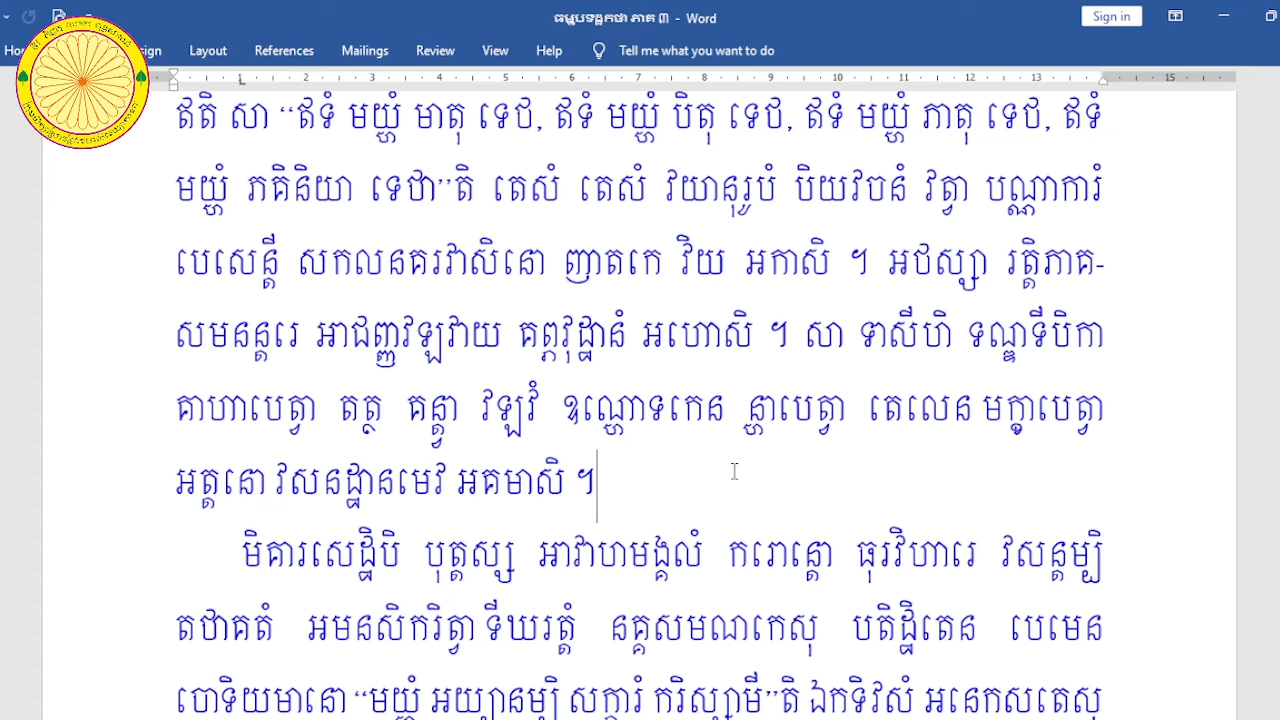 ធម្មបទដ្ឋកថា ភាគ ៣ - Word
Sign in
Layout References Mailings Review View Help Tell me what you want to do
1 2 3 4 5 6 7 8 9 10 11 12 13 15
ឥតិ សា “ឥទំ មយ្ហំ មាតុ ទេថ, ឥទំ មយ្ហំ បិតុ ទេថ, ឥទំ មយ្ហំ ភាតុ ទេថ, ឥទំ
មយ្ហំ ភគិនិយា ទេថា”តិ តេសំ តេសំ វយានុរូបំ បិយវចនំ វត្វា បណ្ណាការំ
បេសេន្តី សកលនគរវាសិនោ ញាតកេ វិយ អកាសិ ។ អថស្សា រត្តិភាគ-
សមនន្តរេ អាជញ្ញវឡវាយ គព្ភវុដ្ឋានំ អហោសិ ។ សា ទាសីហិ ទណ្ឌទីបិកា
គាហាបេត្វា តត្ថ គន្ត្វា វឡវំ ឧណ្ហោទកេន ន្ហាបេត្វា តេលេន មក្ខាបេត្វា
អត្តនោ វសនដ្ឋានមេវ អគមាសិ ។
មិគារសេដ្ឋិបិ បុត្តស្ស អាវាហមង្គលំ ករោន្តោ ធុរវិហារេ វសន្តម្បិ
តថាគតំ អមនសិករិត្វា ទីឃរត្តំ នគ្គសមណកេសុ បតិដ្ឋិតេន បេមេន
ចោទិយមានោ “មយ្ហំ អយ្យានម្បិ សក្ការំ ករិស្សាមី”តិ ឯកទិវសំ អនេកសតេសុ